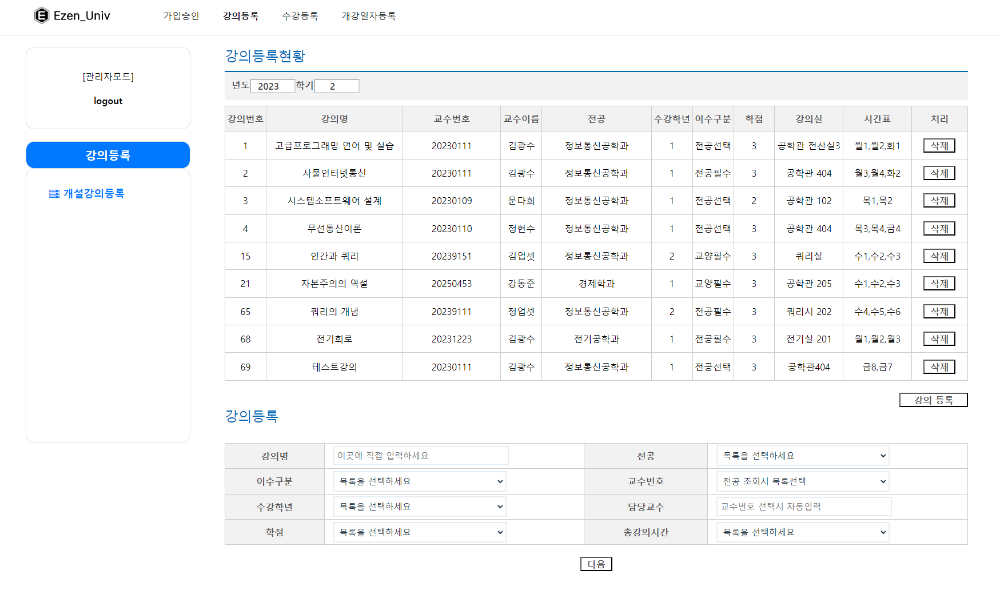 Ezen_Univ 가입승인 강의등록 수강등록 개강일자등록
[관리자모드]
logout
강의등록
개설강의등록
강의등록현황
년도 2023 학기 2
강의번호 강의명 교수번호 교수이름 전공 수강학년 이수구분 학점 강의실 시간표 처리
1 고급프로그래밍 언어 및 실습 20230111 김광수 정보통신공학과 1 전공선택 3 공학관 전산실3 월1,월2,화1 삭제
2 사물인터넷통신 20230111 김광수 정보통신공학과 1 전공필수 3 공학관 404 월3,월4,화2 삭제
3 시스템소프트웨어 설계 20230109 문다희 정보통신공학과 1 전공선택 2 공학관 102 목1,목2 삭제
4 무선통신이론 20230110 정현수 정보통신공학과 1 전공선택 3 공학관 404 목3,목4,금4 삭제
15 인간과 쿼리 20239151 김업셋 정보통신공학과 2 교양필수 3 쿼리실 수1,수2,수3 삭제
21 자본주의의 역설 20250453 강동준 경제학과 1 교양필수 3 공학관 205 수1,수2,수3 삭제
65 쿼리의 개념 20239111 정업셋 정보통신공학과 2 전공필수 3 쿼리시 202 수4,수5,수6 삭제
68 전기회로 20231223 김광수 전기공학과 1 전공필수 3 전기실 201 월1,월2,월3 삭제
69 테스트강의 20230111 김광수 정보통신공학과 1 전공선택 3 공학관404 금8,금7 삭제
강의 등록
강의등록
강의명 이곳에 직접 입력하세요 전공 목록을 선택하세요
이수구분 목록을 선택하세요 교수번호 전공 조회시 목록선택
수강학년 목록을 선택하세요 담당교수 교수번호 선택시 자동입력
학점 목록을 선택하세요 총강의시간 목록을 선택하세요
다음